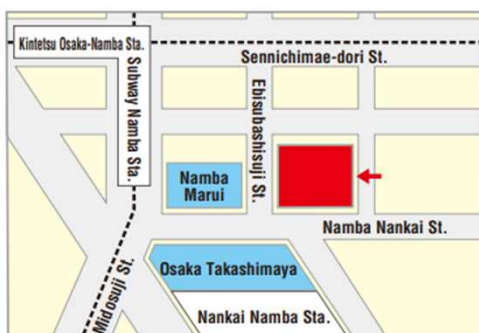 Kintetsu Osaka-Namba Sta.
Sennichimae-dori St.
Subway Namba Sta.
Ebisubashisuji St.
Namba
Marui
Namba Nankai St.
Osaka Takashimaya
Midosuji St.
Nankai Namba Sta.